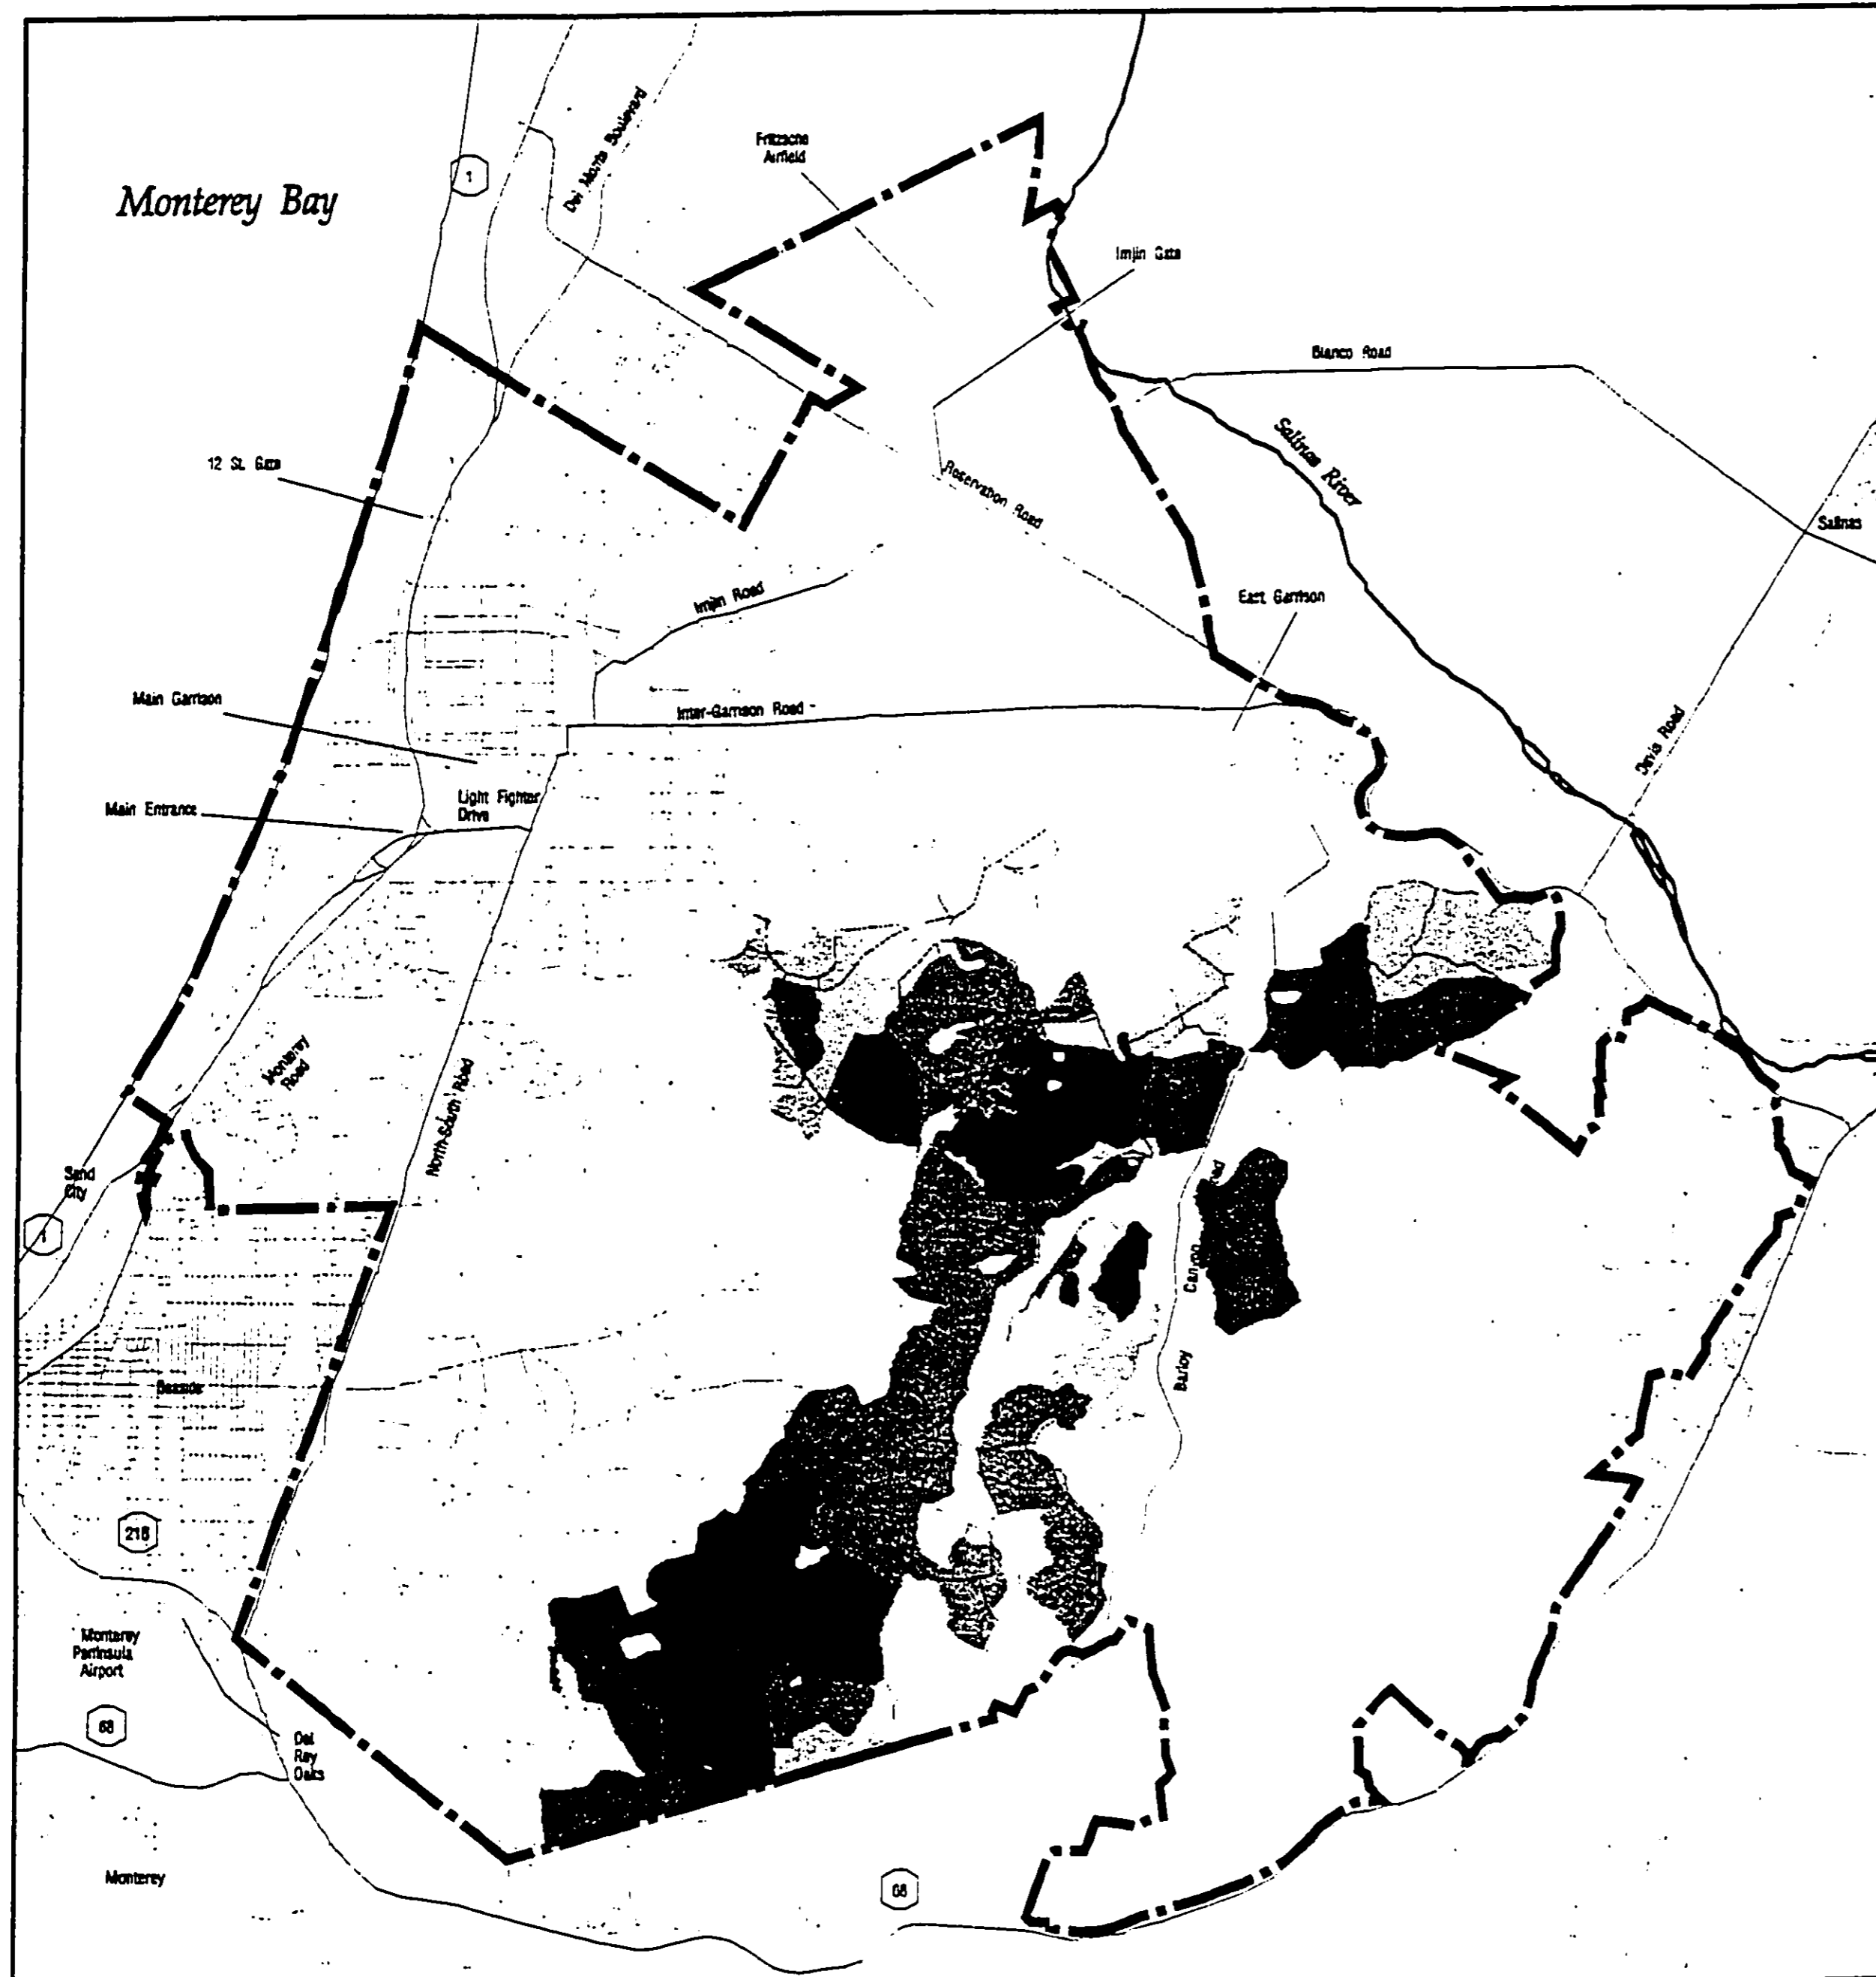 Monterey Bay
1
Del Monte Boulevard
Fritzsche
Airfield
Imjin Gate
Blanco Road
Salinas River
12 St. Gate
Reservation Road
Salinas
Imjin Road
East Garrison
Main Garrison
Inter-Garrison Road
Davis Road
Main Entrance
Light Fighter
Drive
Monterey
Road
North-South Road
Sand
City
1
Barloy Canyon
Seaside
218
Monterey
Peninsula
Airport
68
Del
Rey
Oaks
Monterey
68